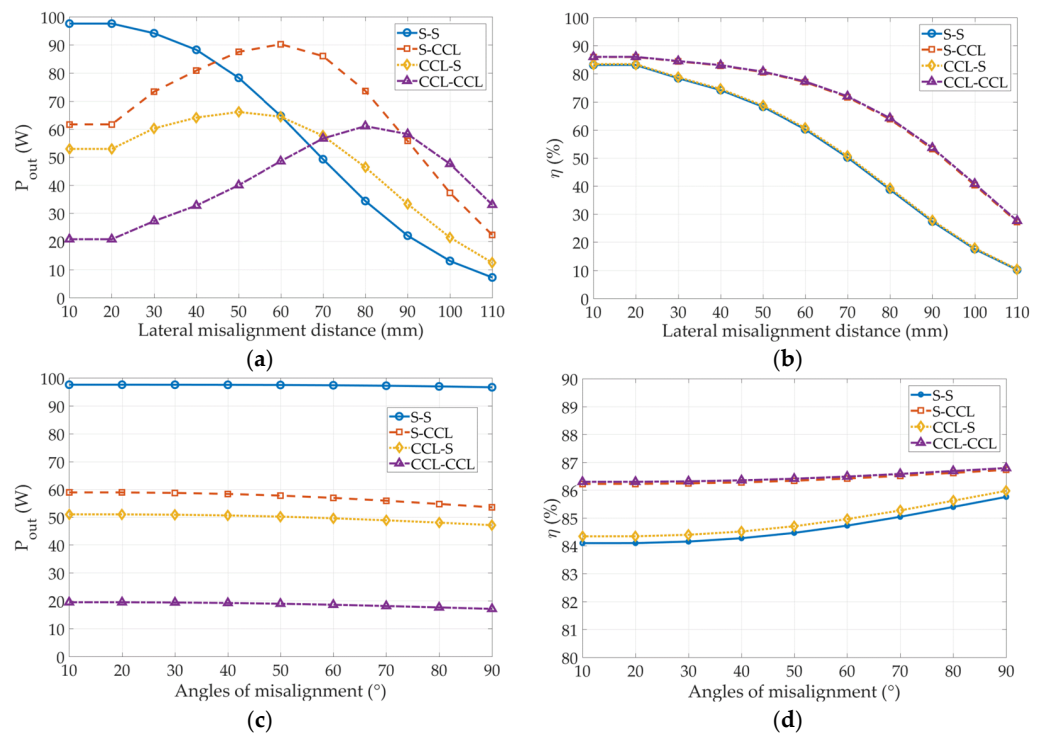 100
90
80
70
60
50
40
30
20
10
0
P_out (W)
S-S
S-CCL
CCL-S
CCL-CCL
10 20 30 40 50 60 70 80 90 100 110
Lateral misalignment distance (mm)
(a)
100
90
80
70
60
50
40
30
20
10
0
η (%)
S-S
S-CCL
CCL-S
CCL-CCL
10 20 30 40 50 60 70 80 90 100 110
Lateral misalignment distance (mm)
(b)
100
90
80
70
60
50
40
30
20
10
0
P_out (W)
S-S
S-CCL
CCL-S
CCL-CCL
10 20 30 40 50 60 70 80 90
Angles of misalignment (°)
(c)
90
89
88
87
86
85
84
83
82
81
80
η (%)
S-S
S-CCL
CCL-S
CCL-CCL
10 20 30 40 50 60 70 80 90
Angles of misalignment (°)
(d)